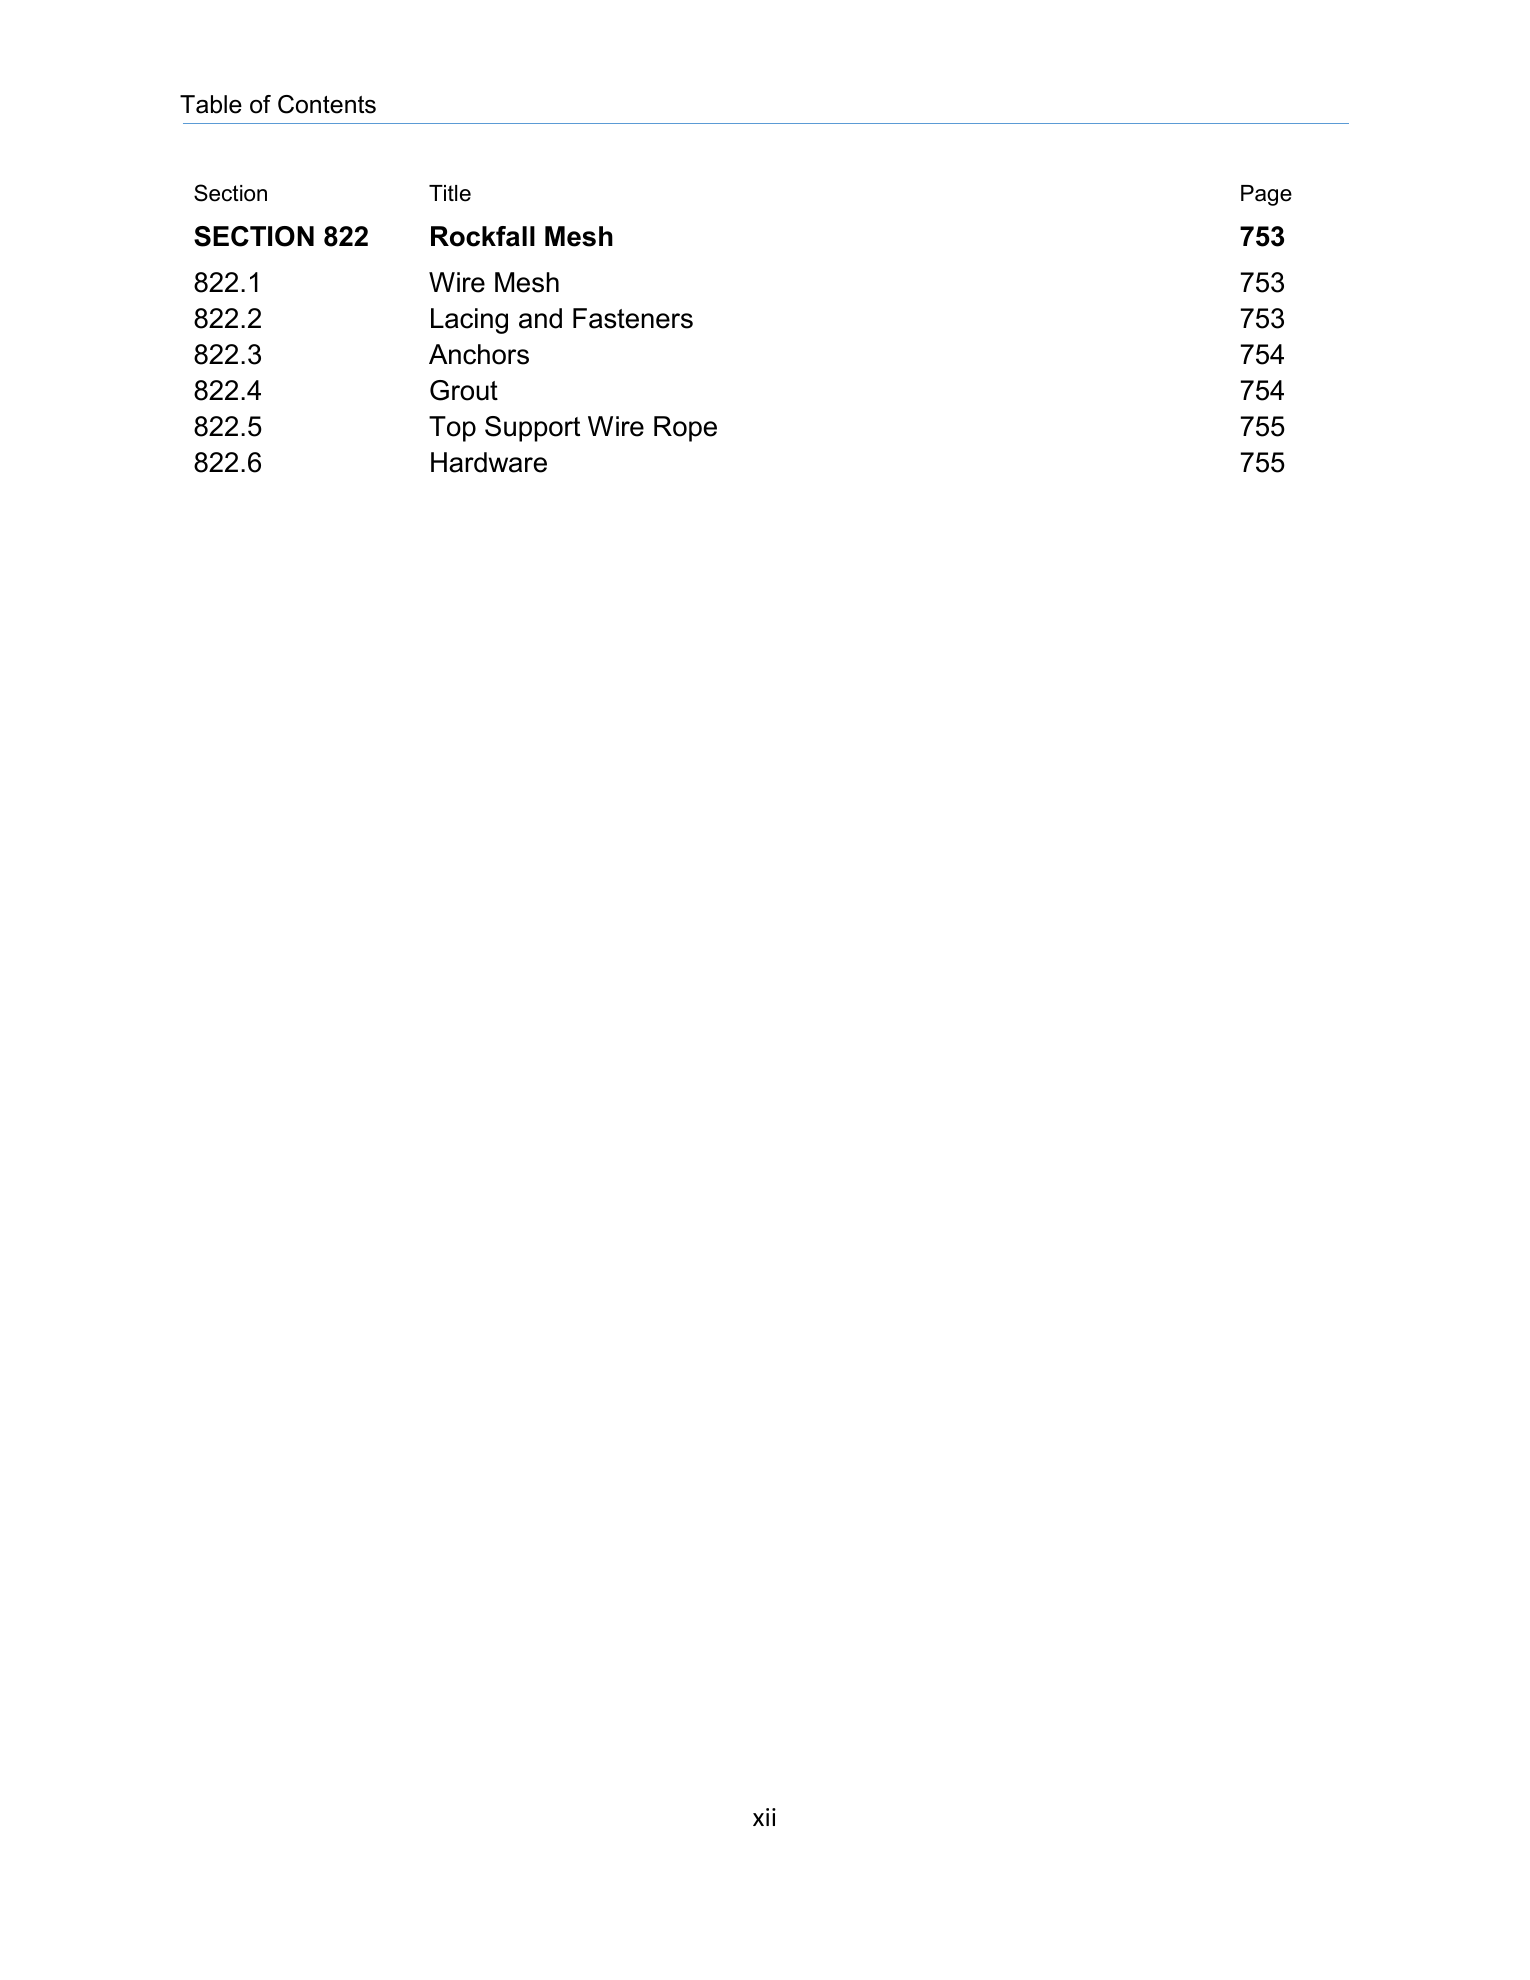 Table of Contents
Section Title Page
SECTION 822 Rockfall Mesh 753
822.1 Wire Mesh 753
822.2 Lacing and Fasteners 753
822.3 Anchors 754
822.4 Grout 754
822.5 Top Support Wire Rope 755
822.6 Hardware 755
xii